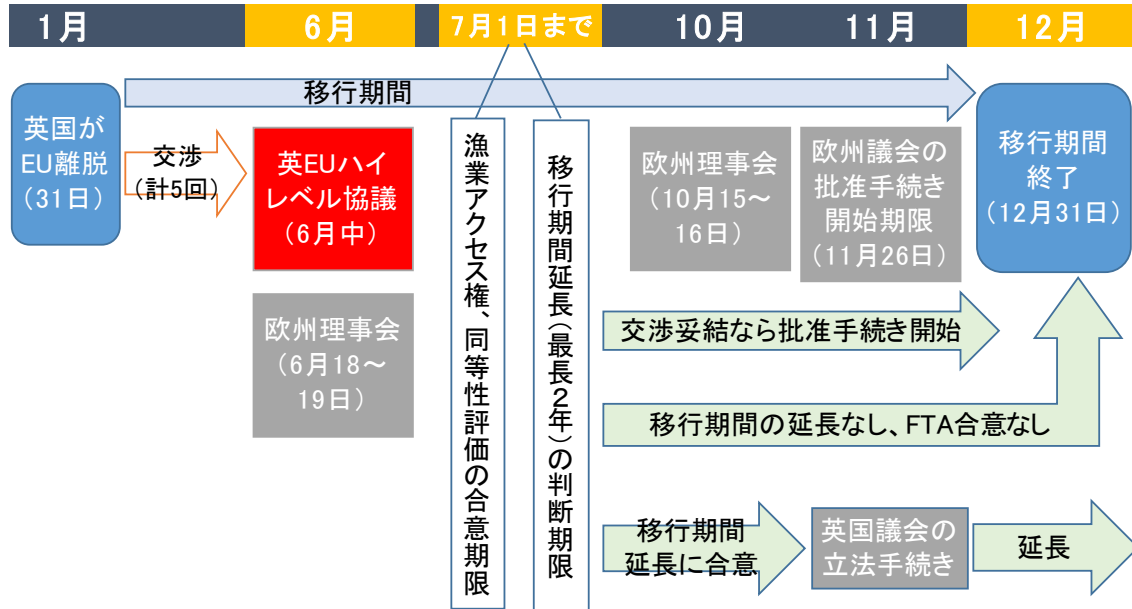 1月
6月
7月1日まで
10月
11月
12月
移行期間
英国が
EU離脱
(31日)
交渉
(計5回)
英EUハイ
レベル協議
(6月中)
欧州理事会
(6月18～
19日)
漁業アクセス権、同等性評価の合意期限
移行期間延長(最長2年)の判断期限
欧州理事会
(10月15～
16日)
欧州議会の
批准手続き
開始期限
(11月26日)
移行期間
終了
(12月31日)
交渉妥結なら批准手続き開始
移行期間の延長なし、FTA合意なし
移行期間
延長に合意
英国議会の
立法手続き
延長